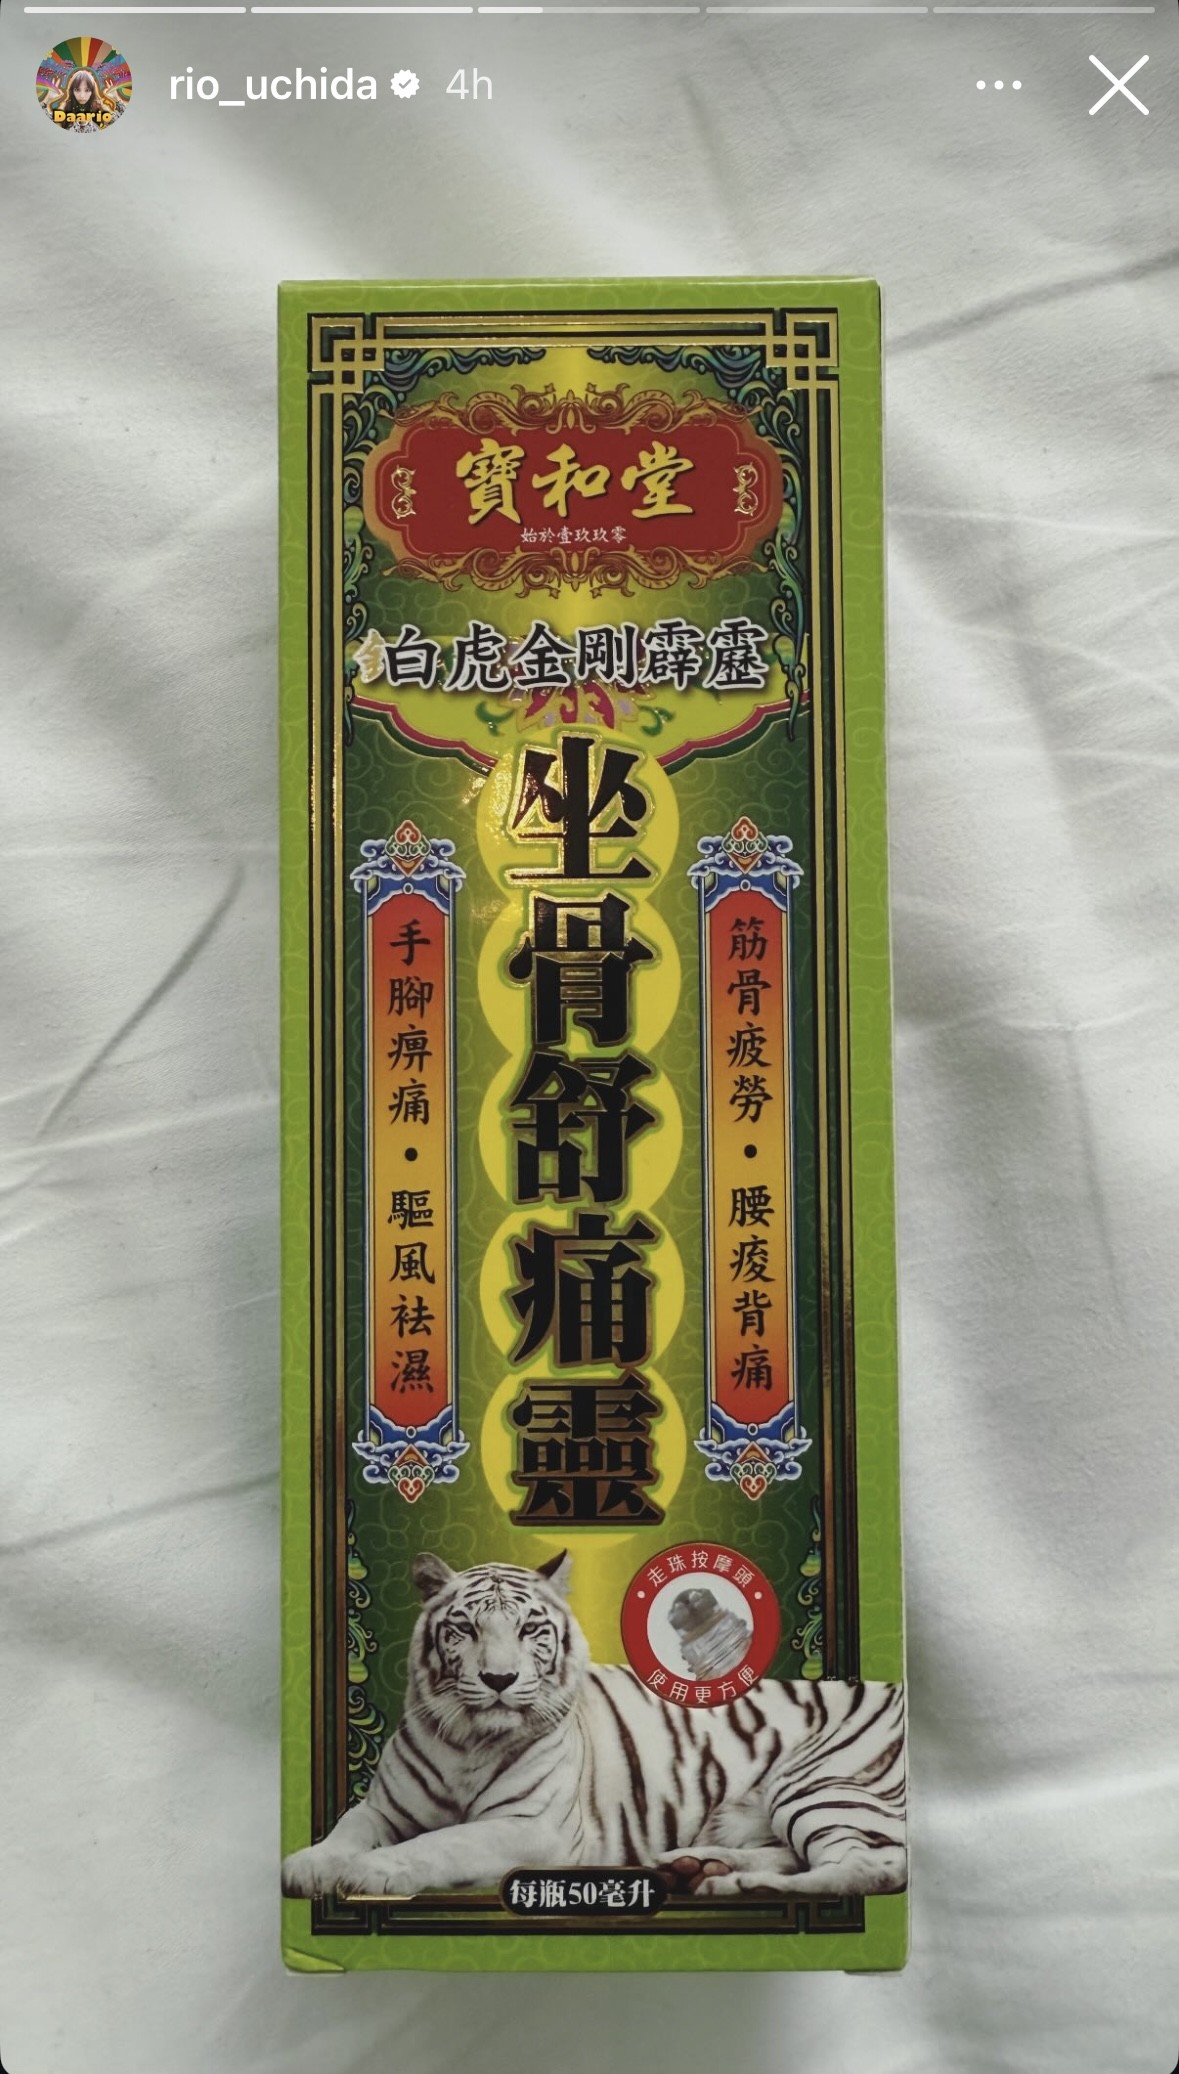 rio_uchida 4h
Daario
寶和堂
始於壹玖玖零
白虎金剛霹靂
坐骨舒痛靈
筋骨疲勞・腰痠背痛
手腳痹痛・驅風祛濕
走珠按摩頭
使用更方便
每瓶50毫升